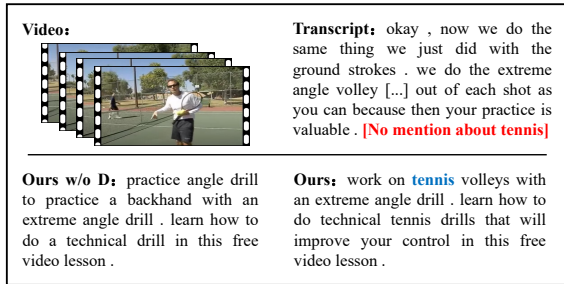 Video:
Transcript: okay , now we do the
same thing we just did with the
ground strokes . we do the extreme
angle volley [...] out of each shot as
you can because then your practice is
valuable . [No mention about tennis]
Ours w/o D: practice angle drill
to practice a backhand with an
extreme angle drill . learn how to
do a technical drill in this free
video lesson .
Ours: work on tennis volleys with
an extreme angle drill . learn how to
do technical tennis drills that will
improve your control in this free
video lesson .